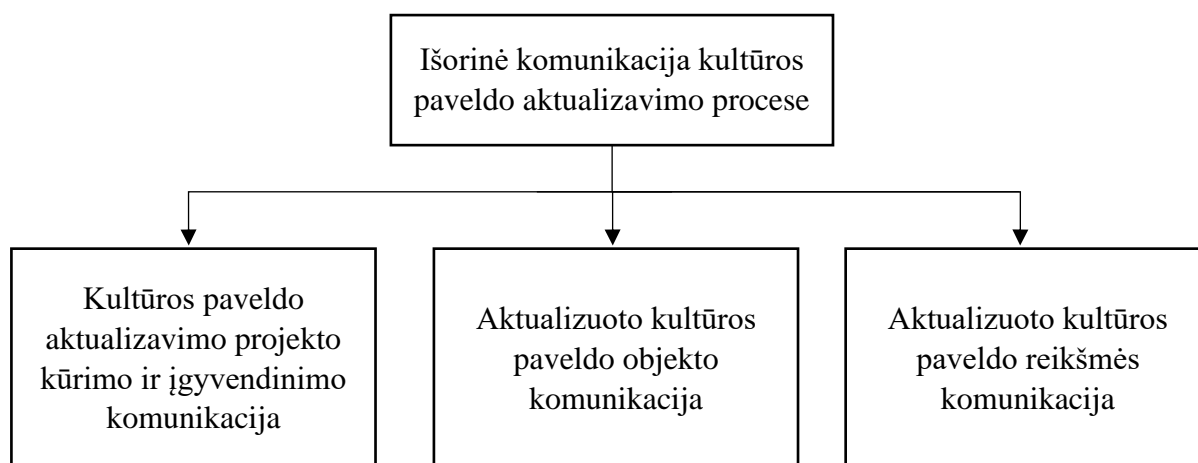 Išorinė komunikacija kultūros
paveldo aktualizavimo procese
Kultūros paveldo
aktualizavimo projekto
kūrimo ir įgyvendinimo
komunikacija
Aktualizuoto kultūros
paveldo objekto
komunikacija
Aktualizuoto kultūros
paveldo reikšmės
komunikacija